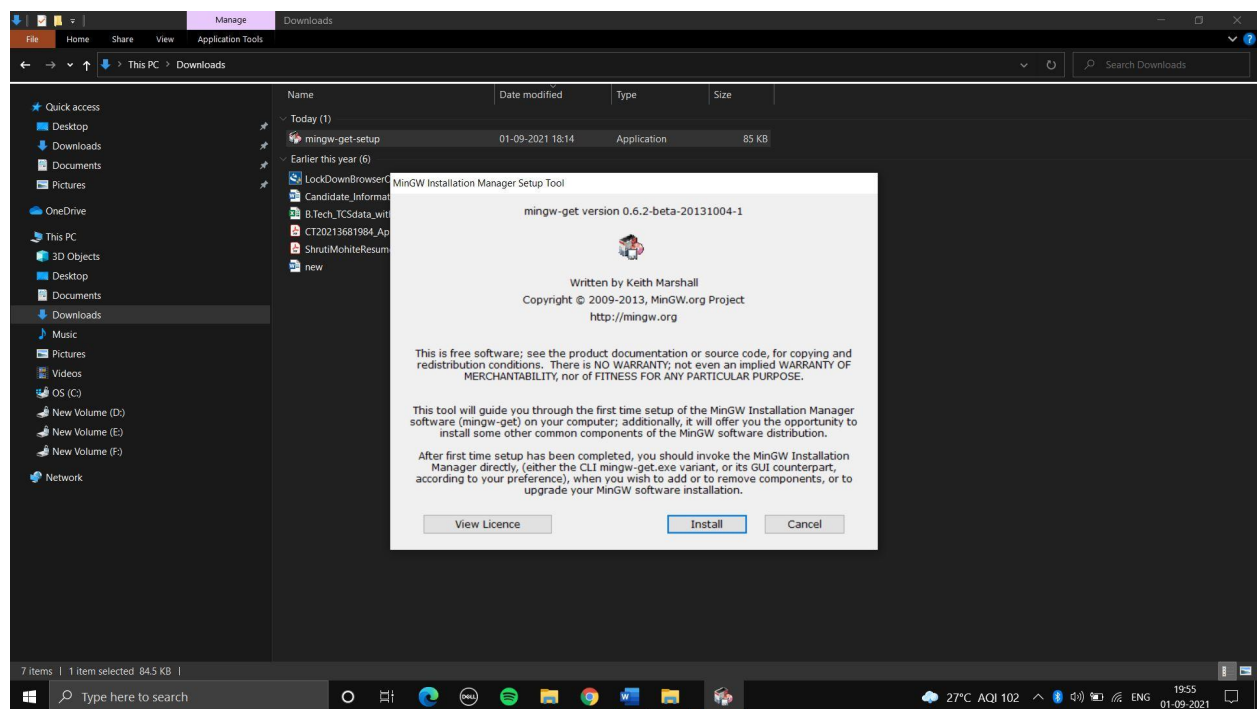 Manage
Downloads
File Home Share View Application Tools
This PC > Downloads
Search Downloads
Quick access
Desktop
Downloads
Documents
Pictures
OneDrive
This PC
3D Objects
Desktop
Documents
Downloads
Music
Pictures
Videos
OS (C:)
New Volume (D:)
New Volume (E:)
New Volume (F:)
Network
Name Date modified Type Size
Today (1)
mingw-get-setup 01-09-2021 18:14 Application 85 KB
Earlier this year (6)
LockDownBrowserO
Candidate_Informat
B.Tech_TCSdata_wit
CT20213681984_Ap
ShrutiMohiteResum
new
MinGW Installation Manager Setup Tool
mingw-get version 0.6.2-beta-20131004-1
Written by Keith Marshall
Copyright © 2009-2013, MinGW.org Project
http://mingw.org
This is free software; see the product documentation or source code, for copying and
redistribution conditions. There is NO WARRANTY; not even an implied WARRANTY OF
MERCHANTABILITY, nor of FITNESS FOR ANY PARTICULAR PURPOSE.
This tool will guide you through the first time setup of the MinGW Installation Manager
software (mingw-get) on your computer; additionally, it will offer you the opportunity to
install some other common components of the MinGW software distribution.
After first time setup has been completed, you should invoke the MinGW Installation
Manager directly, (either the CLI mingw-get.exe variant, or its GUI counterpart,
according to your preference), when you wish to add or to remove components, or to
upgrade your MinGW software installation.
View Licence Install Cancel
7 items 1 item selected 84.5 KB
Type here to search
DELL
27°C AQI 102 ENG
19:55
01-09-2021